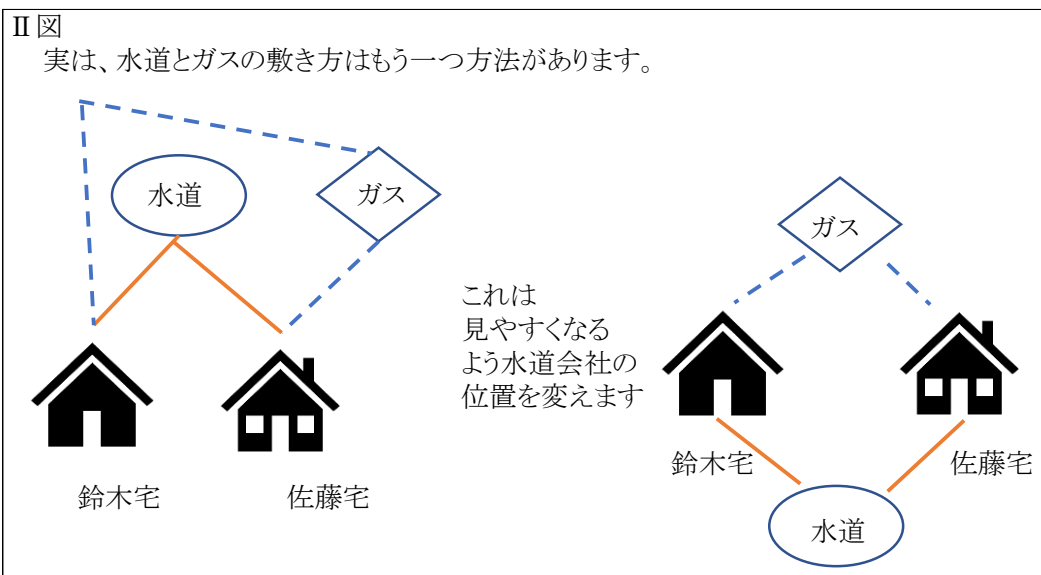 Ⅱ図
実は、水道とガスの敷き方はもう一つ方法があります。
水道
ガス
鈴木宅
佐藤宅
これは
見やすくなる
よう水道会社の
位置を変えます
ガス
鈴木宅
佐藤宅
水道